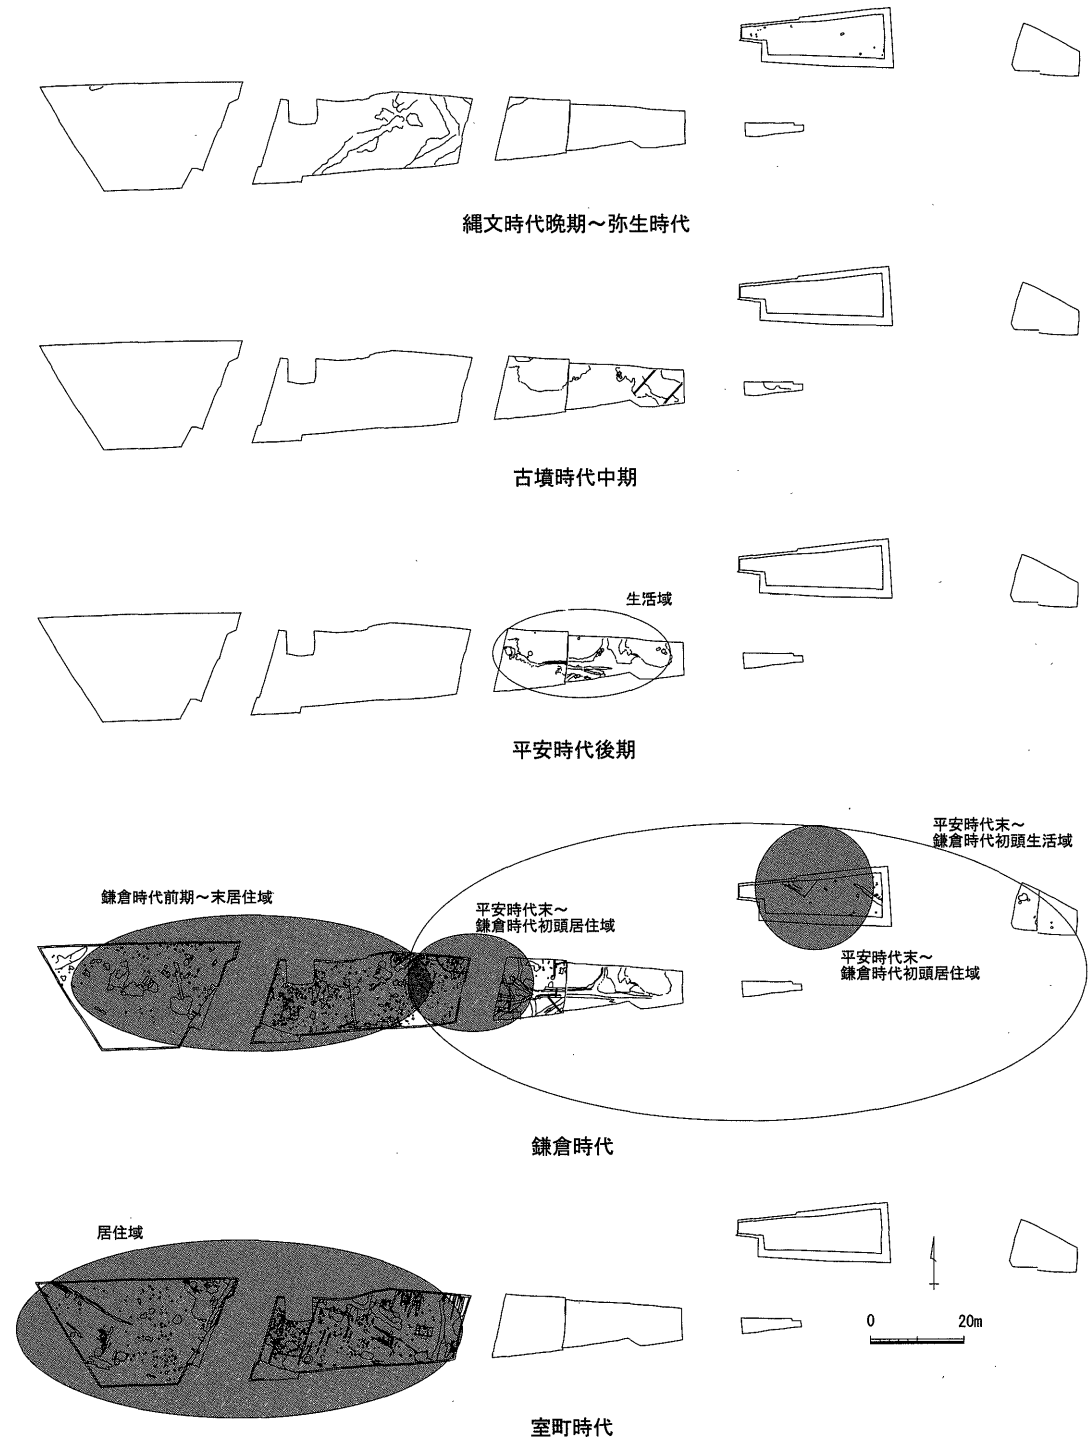 縄文時代晩期～弥生時代
古墳時代中期
生活域
平安時代後期
平安時代末～
鎌倉時代初頭生活域
鎌倉時代前期～末居住域
平安時代末～
鎌倉時代初頭居住域
平安時代末～
鎌倉時代初頭居住域
鎌倉時代
居住域
0 20m
室町時代